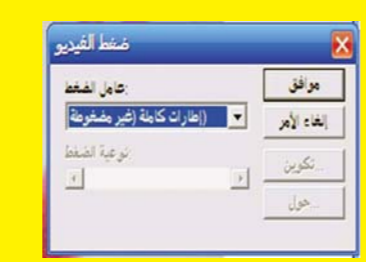 ضغط الفيديو
عامل الضغط:
إطارات كاملة (غير مضغوطة)
نوعية الضغط:
موافق
إلغاء الأمر
تكوين...
حول...